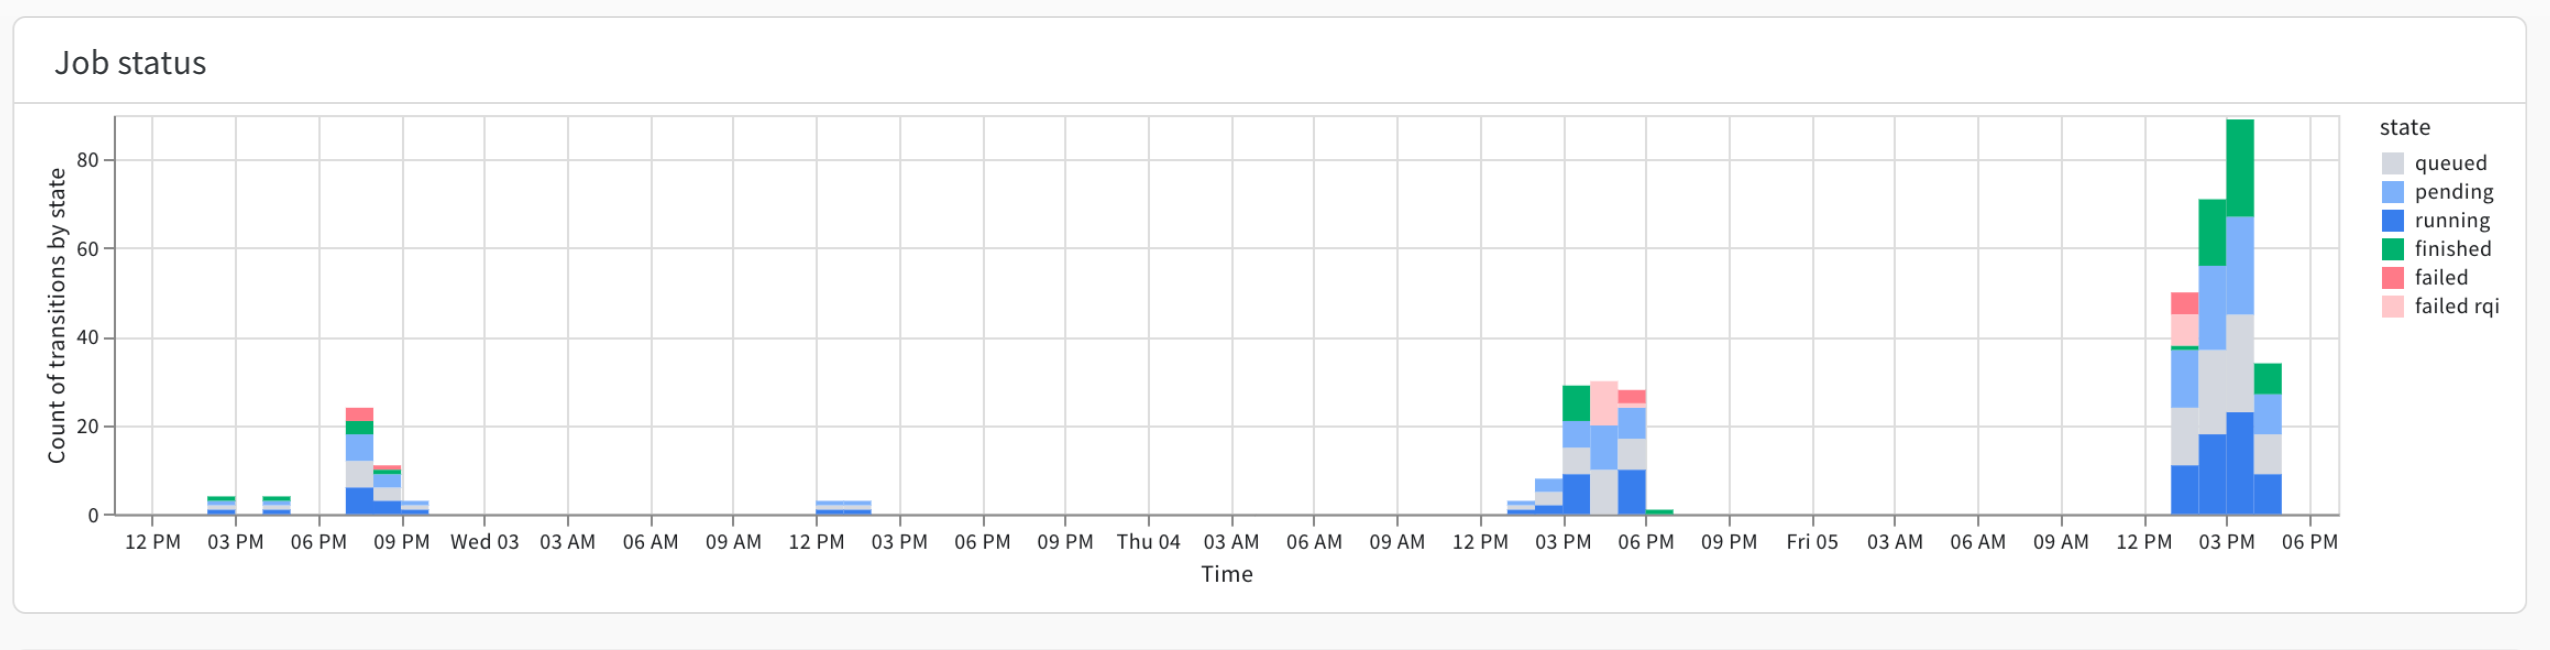 Job status
Count of transitions by state
80
60
40
20
0
12 PM 03 PM 06 PM 09 PM Wed 03 03 AM 06 AM 09 AM 12 PM 03 PM 06 PM 09 PM Thu 04 03 AM 06 AM 09 AM 12 PM 03 PM 06 PM 09 PM Fri 05 03 AM 06 AM 09 AM 12 PM 03 PM 06 PM
Time
state
queued
pending
running
finished
failed
failed rqi